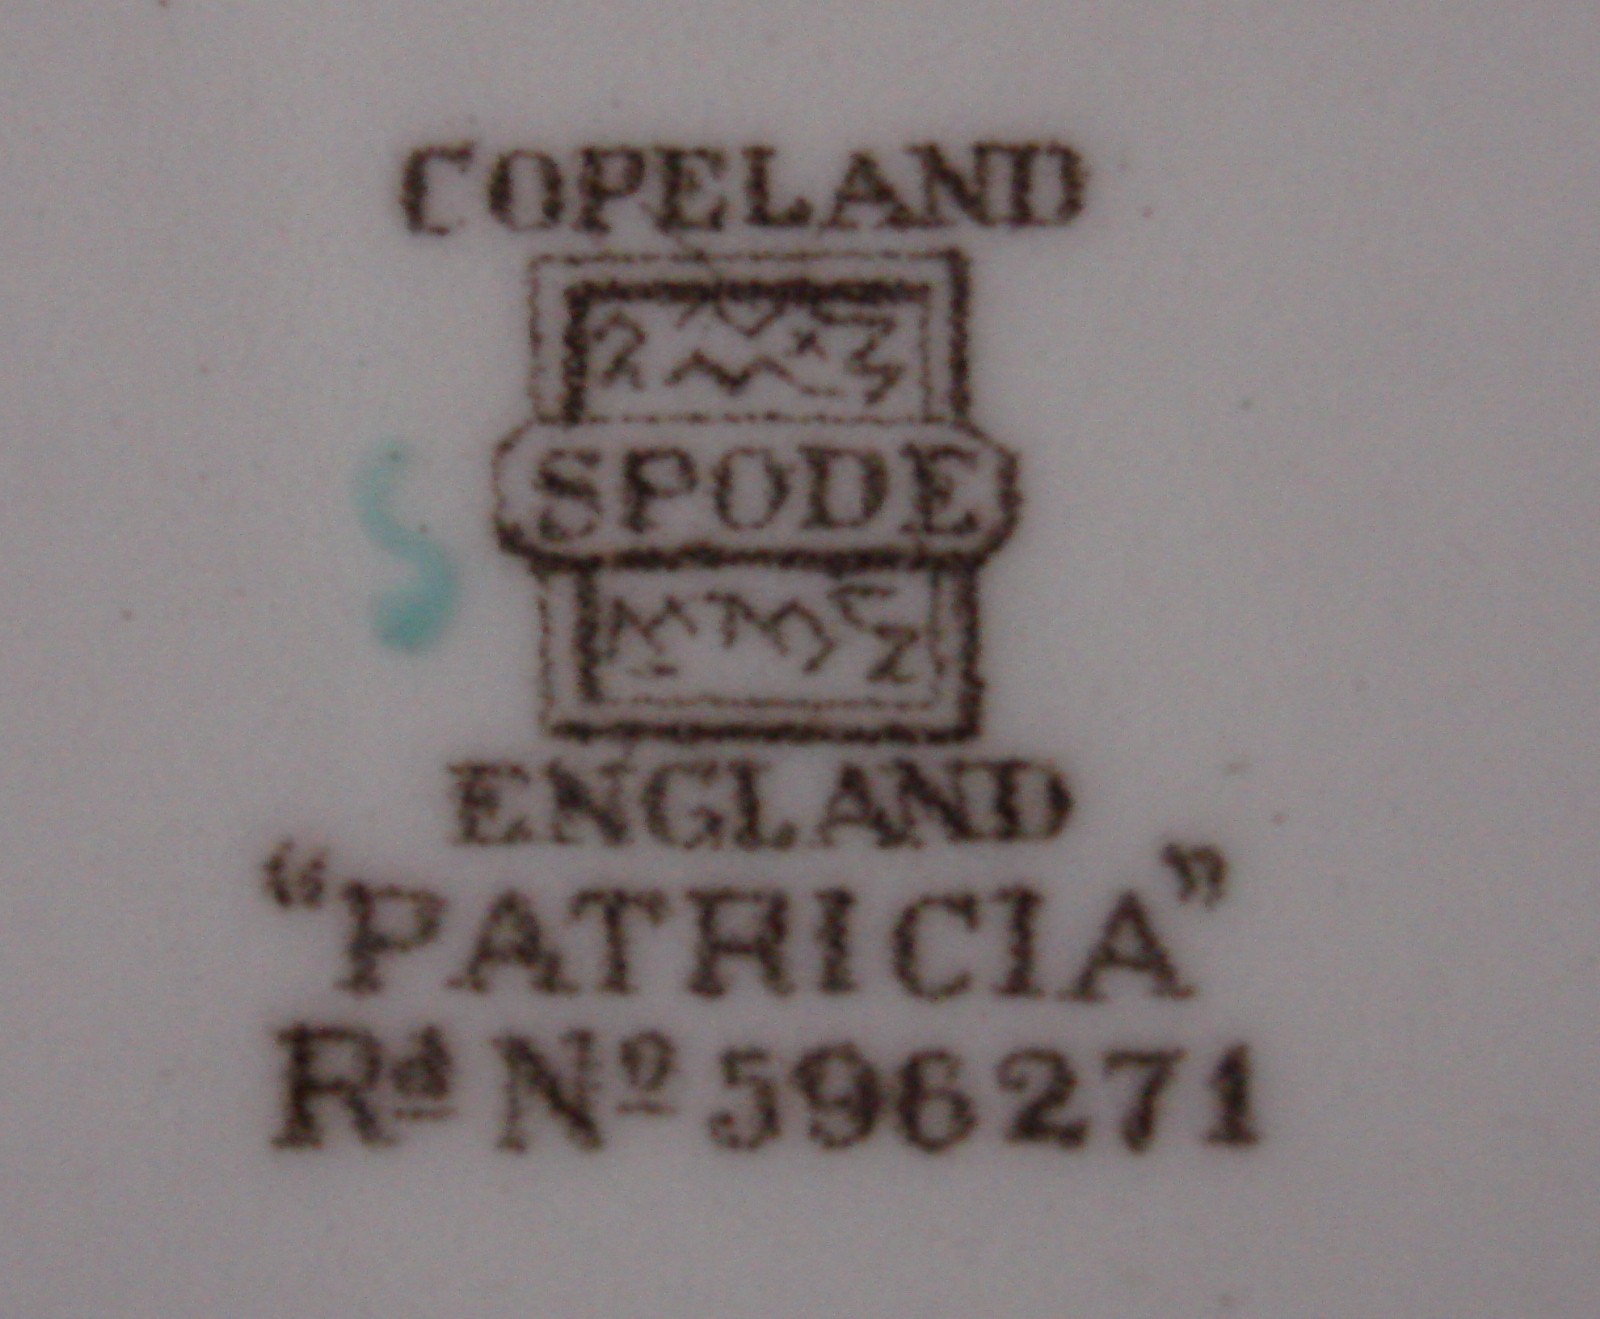 COPELAND
SPODE
S
ENGLAND
“PATRICIA”
Rd No 596271